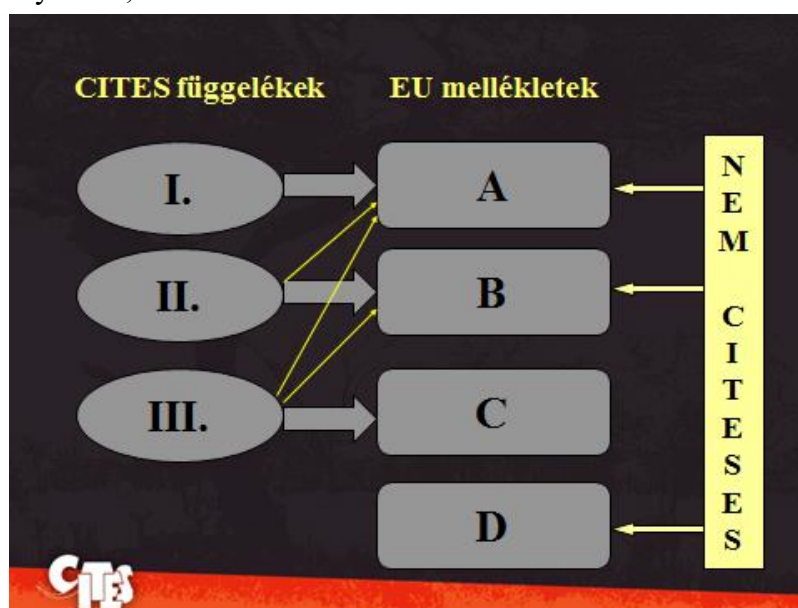 CITES függelékek
EU mellékletek
I.
A
II.
B
III.
C
D
N
E
M
C
I
T
E
S
E
S
CITES